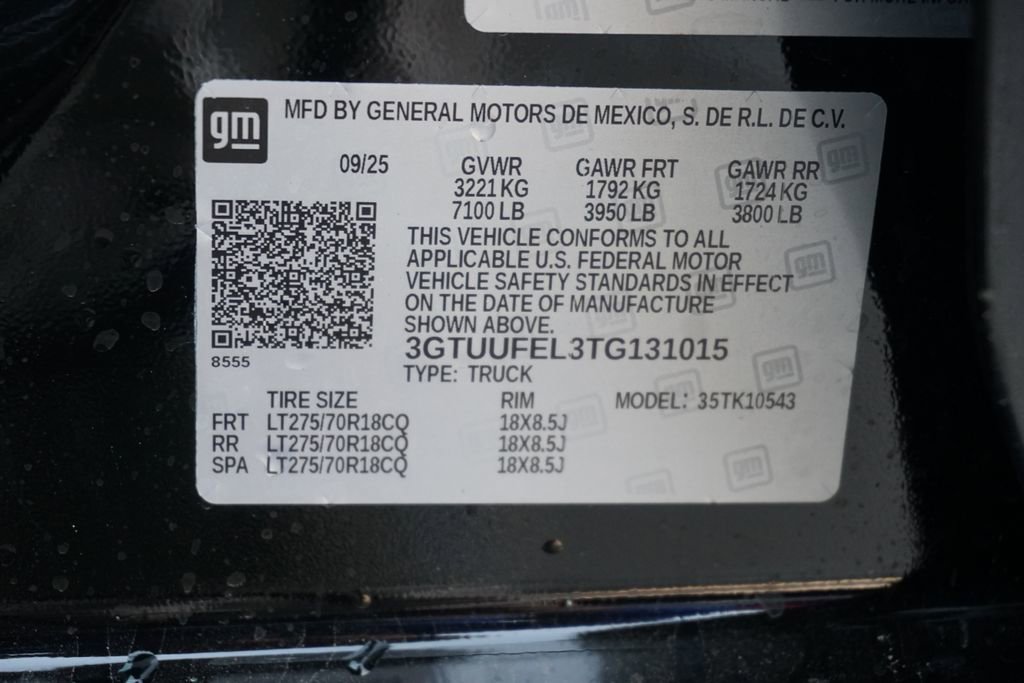 gm
MFD BY GENERAL MOTORS DE MEXICO, S. DE R.L. DE C.V.
09/25 GVWR GAWR FRT GAWR RR
3221 KG 1792 KG 1724 KG
7100 LB 3950 LB 3800 LB
THIS VEHICLE CONFORMS TO ALL
APPLICABLE U.S. FEDERAL MOTOR
VEHICLE SAFETY STANDARDS IN EFFECT
ON THE DATE OF MANUFACTURE
SHOWN ABOVE.
8555
3GTUUFEL3TG131015
TYPE: TRUCK
TIRE SIZE RIM MODEL: 35TK10543
FRT LT275/70R18CQ 18X8.5J
RR LT275/70R18CQ 18X8.5J
SPA LT275/70R18CQ 18X8.5J